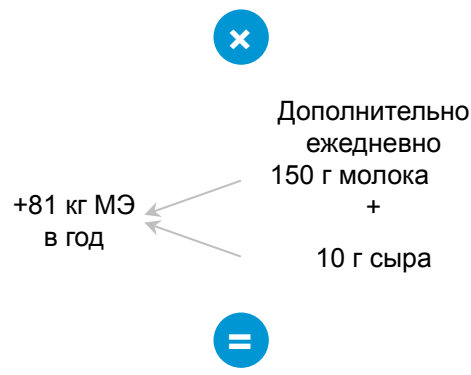 ×
Дополнительно
ежедневно
150 г молока
+
10 г сыра
+81 кг МЭ
в год
=